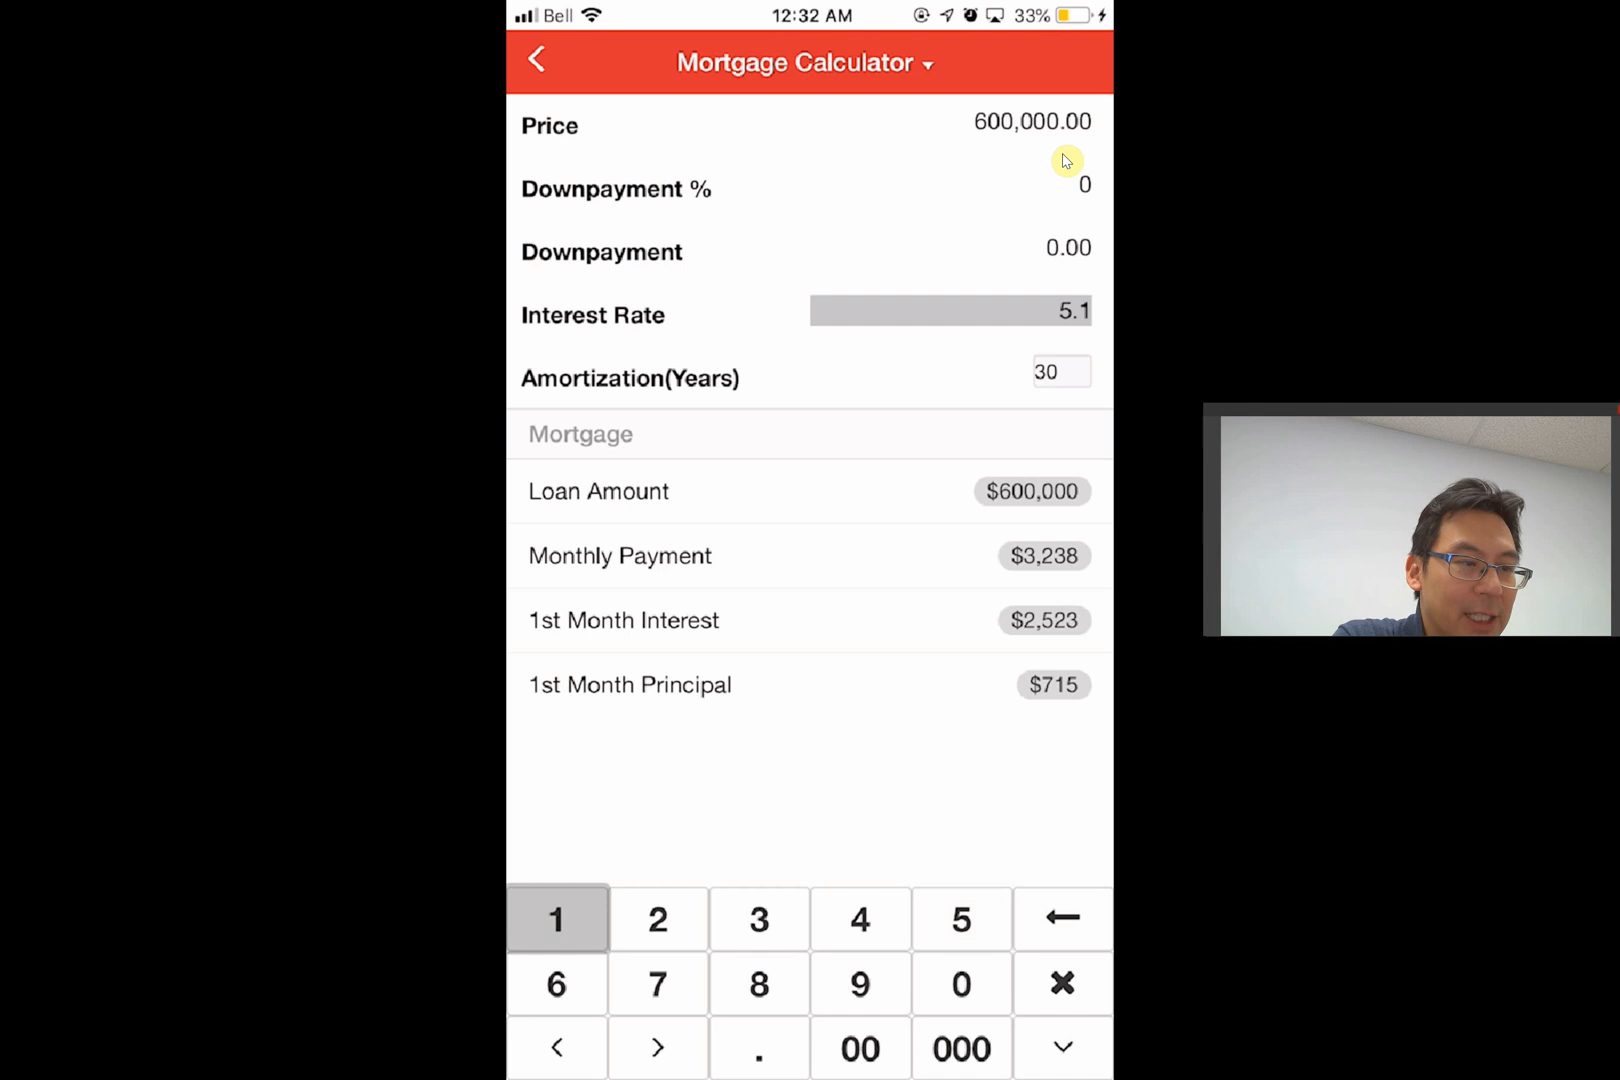 Bell 12:32 AM 33%
Mortgage Calculator
Price 600,000.00
Downpayment % 0
Downpayment 0.00
Interest Rate 5.1
Amortization(Years) 30
Mortgage
Loan Amount $600,000
Monthly Payment $3,238
1st Month Interest $2,523
1st Month Principal $715
1 2 3 4 5
6 7 8 9 0
< > . 00 000